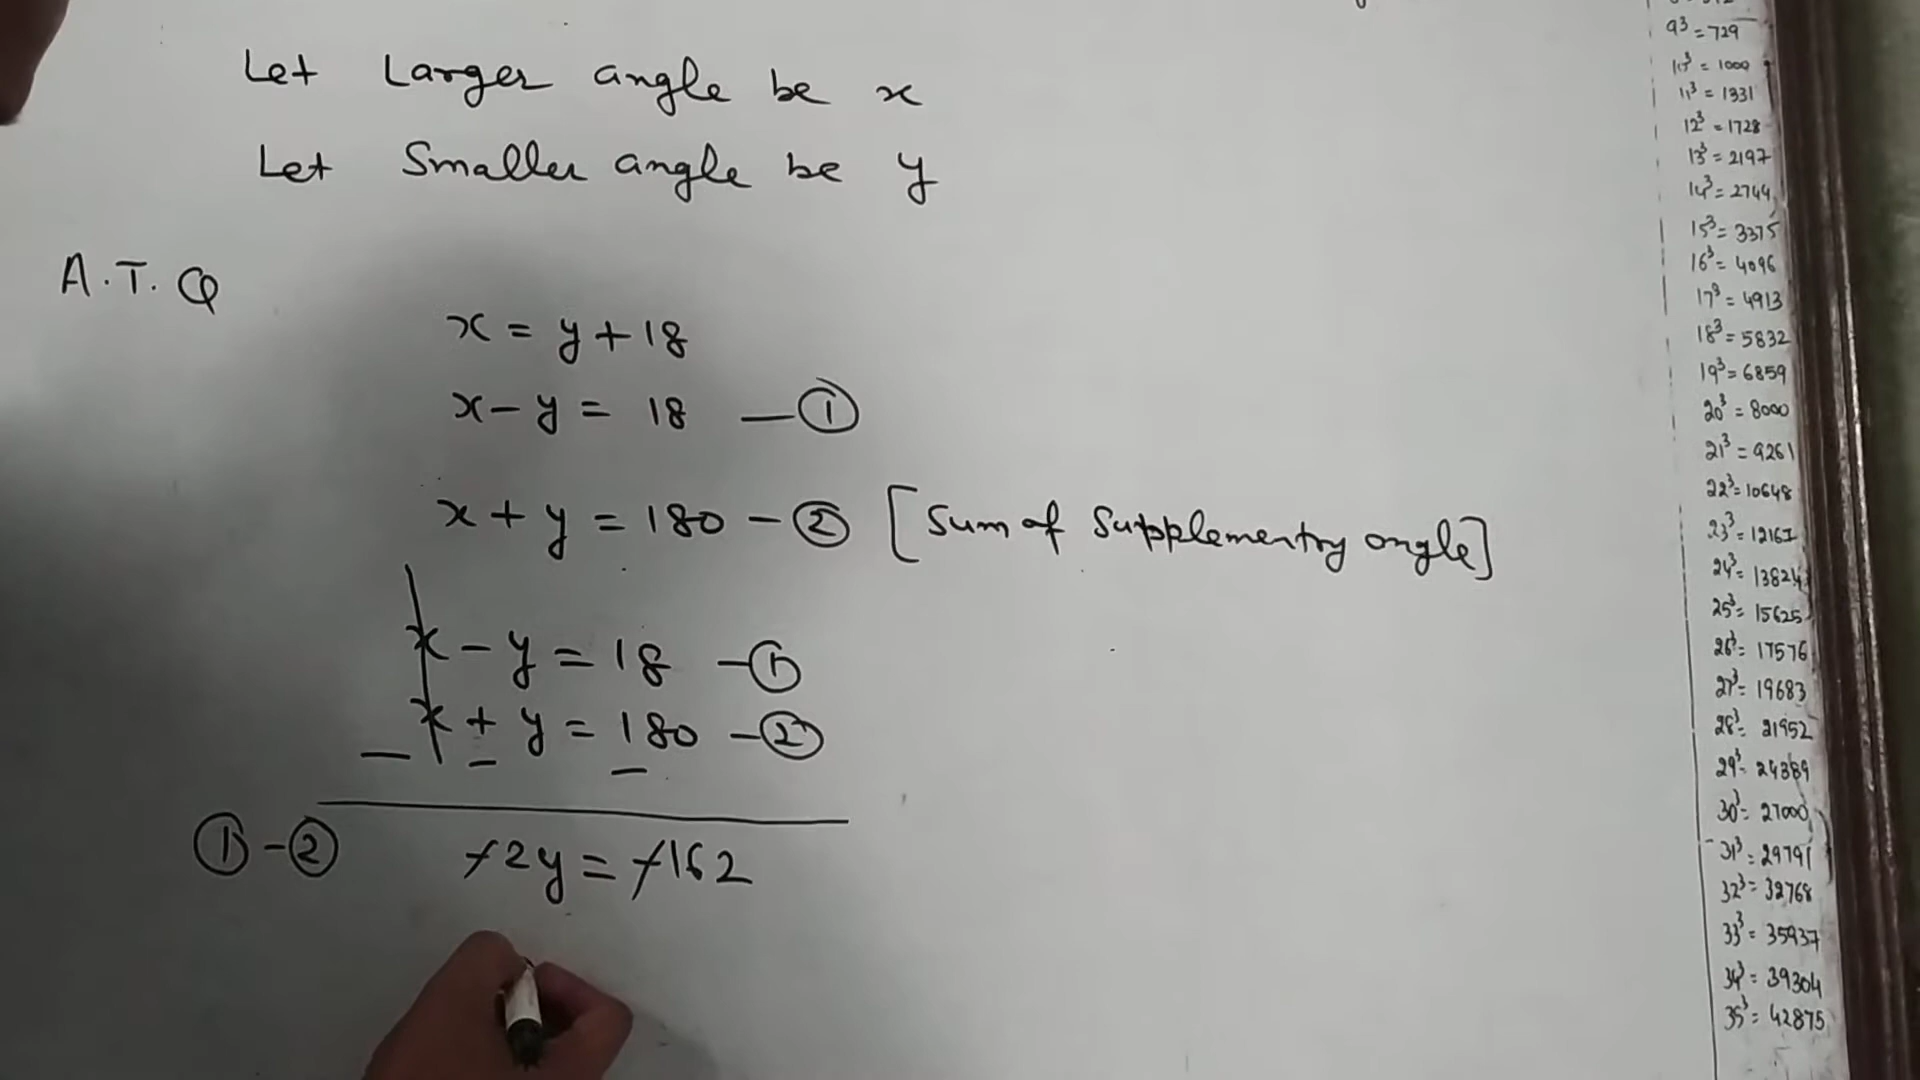 Let Larger angle be x
Let Smaller angle be y
A.T.Q
x = y + 18
x - y = 18 — ①
x + y = 180 - ② [Sum of Supplementry angle]
x - y = 18 - ①
x + y = 180 - ②
— — —
① - ② -2y = -162
9³ = 729
10³ = 1000
11³ = 1331
12³ = 1728
13³ = 2197
14³ = 2744
15³ = 3375
16³ = 4096
17³ = 4913
18³ = 5832
19³ = 6859
20³ = 8000
21³ = 9261
22³ = 10648
23³ = 12167
24³ = 13824
25³ = 15625
26³ = 17576
27³ = 19683
28³ = 21952
29³ = 24389
30³ = 27000
31³ = 29791
32³ = 32768
33³ = 35937
34³ = 39304
35³ = 42875